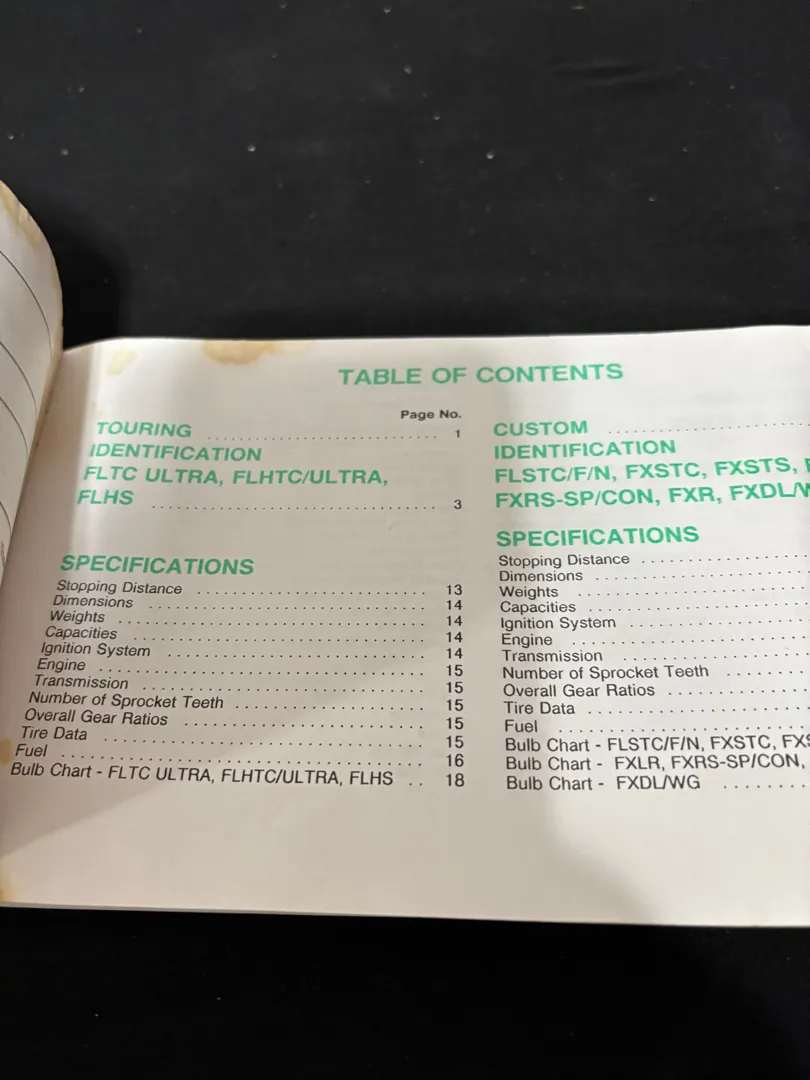 TABLE OF CONTENTS
Page No.
TOURING . . . . . . . . . . . . . . . . . . . . 1
IDENTIFICATION
FLTC ULTRA, FLHTC/ULTRA,
FLHS . . . . . . . . . . . . . . . . . . . . 3
SPECIFICATIONS
Stopping Distance . . . . . . . . . . . . . . . . . . . . 13
Dimensions . . . . . . . . . . . . . . . . . . . . 14
Weights . . . . . . . . . . . . . . . . . . . . 14
Capacities . . . . . . . . . . . . . . . . . . . . 14
Ignition System . . . . . . . . . . . . . . . . . . . . 14
Engine . . . . . . . . . . . . . . . . . . . . 15
Transmission . . . . . . . . . . . . . . . . . . . . 15
Number of Sprocket Teeth . . . . . . . . . . . . . . . . 15
Overall Gear Ratios . . . . . . . . . . . . . . . . . . . . 15
Tire Data . . . . . . . . . . . . . . . . . . . . 15
Fuel . . . . . . . . . . . . . . . . . . . . 16
Bulb Chart - FLTC ULTRA, FLHTC/ULTRA, FLHS . . 18
CUSTOM . . . . . . . . . . . . . . . .
IDENTIFICATION
FLSTC/F/N, FXSTC, FXSTS,
FXRS-SP/CON, FXR, FXDL/W
SPECIFICATIONS
Stopping Distance . . . . . . . . . . . . . .
Dimensions . . . . . . . . . . . . . . . .
Weights . . . . . . . . . . . . . . . .
Capacities . . . . . . . . . . . . . . . .
Ignition System . . . . . . . . . . . . . .
Engine . . . . . . . . . . . . . . . .
Transmission . . . . . . . . . . . . . .
Number of Sprocket Teeth . . . . . . .
Overall Gear Ratios . . . . . . . . . . . .
Tire Data . . . . . . . . . . . . . . . .
Fuel . . . . . . . . . . . . . . . .
Bulb Chart - FLSTC/F/N, FXSTC, FXS
Bulb Chart - FXLR, FXRS-SP/CON,
Bulb Chart - FXDL/WG . . . . . . . .